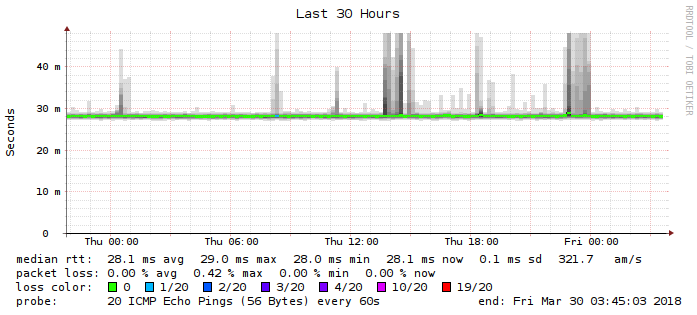 Last 30 Hours
RRDTOOL / TOBI OETIKER
Seconds
40 m
30 m
20 m
10 m
0
Thu 00:00 Thu 06:00 Thu 12:00 Thu 18:00 Fri 00:00
median rtt: 28.1 ms avg 29.0 ms max 28.0 ms min 28.1 ms now 0.1 ms sd 321.7 am/s
packet loss: 0.00 % avg 0.42 % max 0.00 % min 0.00 % now
loss color: 0 1/20 2/20 3/20 4/20 10/20 19/20
probe: 20 ICMP Echo Pings (56 Bytes) every 60s end: Fri Mar 30 03:45:03 2018